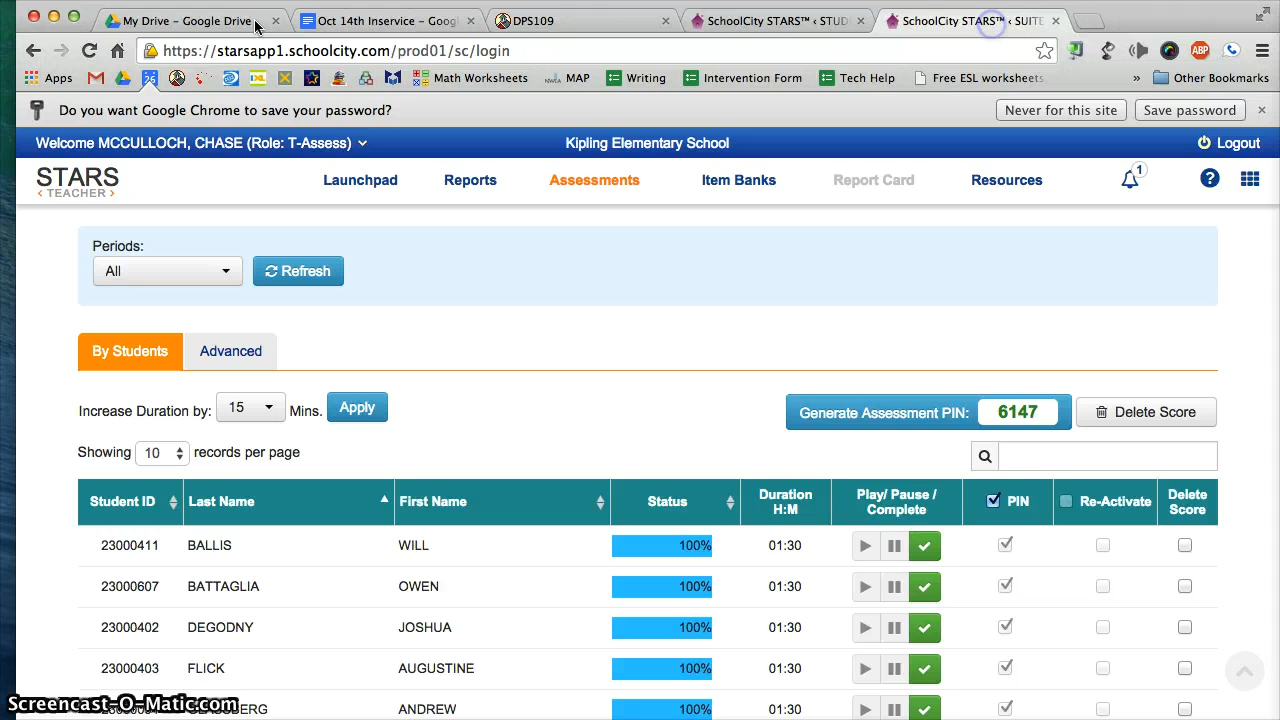 My Drive – Google Drive
Oct 14th Inservice – Googl
DPS109
SchoolCity STARS™ ‹ STUD
SchoolCity STARS™ ‹ SUITE
https://starsapp1.schoolcity.com/prod01/sc/login
ABP
Apps
IXL
Math Worksheets
nwea MAP
Writing
Intervention Form
Tech Help
Free ESL worksheets
» Other Bookmarks
Do you want Google Chrome to save your password?
Never for this site
Save password
Welcome MCCULLOCH, CHASE (Role: T-Assess)
Kipling Elementary School
Logout
STARS
‹ TEACHER ›
Launchpad
Reports
Assessments
Item Banks
Report Card
Resources
1
?
Periods:
All
Refresh
By Students
Advanced
Increase Duration by: 15 Mins. Apply
Generate Assessment PIN: 6147
Delete Score
Showing 10 records per page
Student ID Last Name First Name Status Duration H:M Play/ Pause / Complete PIN Re-Activate Delete Score
23000411 BALLIS WILL 100% 01:30
23000607 BATTAGLIA OWEN 100% 01:30
23000402 DEGODNY JOSHUA 100% 01:30
23000403 FLICK AUGUSTINE 100% 01:30
ANDREW 100% 01:30
Screencast-O-Matic.com